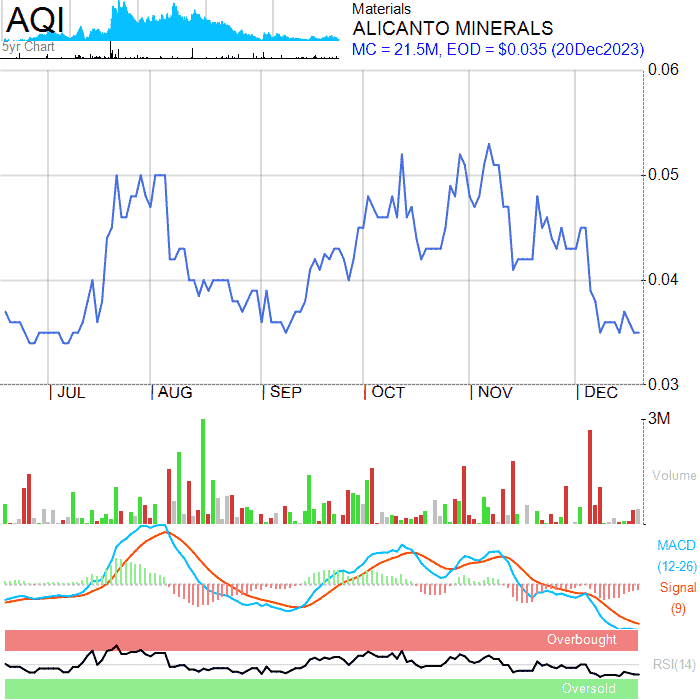 AQI
5yr Chart
Materials
ALICANTO MINERALS
MC = 21.5M, EOD = $0.035 (20Dec2023)
0.06
0.05
0.04
0.03
JUL
AUG
SEP
OCT
NOV
DEC
3M
Volume
MACD
(12-26)
Signal
(9)
Overbought
RSI(14)
Oversold